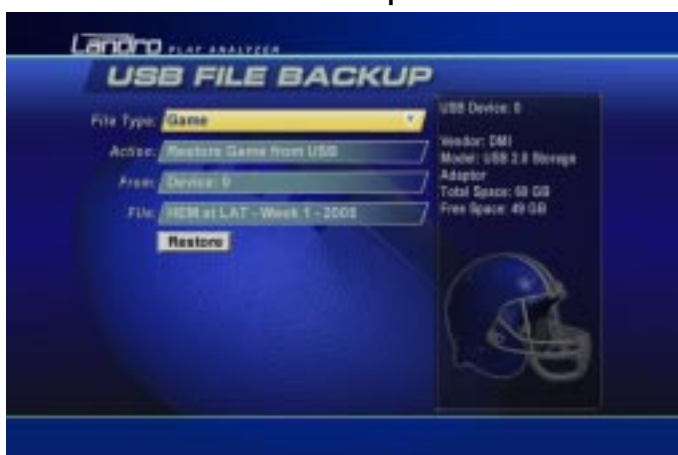 Landro PLAY ANALYZER
USB FILE BACKUP
File Type: Game
Action: Restore Game from USB
From: Device: 0
File: at LAT - Week 1 - 2008
Restore
USB Device: 0
Vendor: DMI
Model: USB 2.0 Storage
Adaptor
Total Space: GB
Free Space: 49 GB